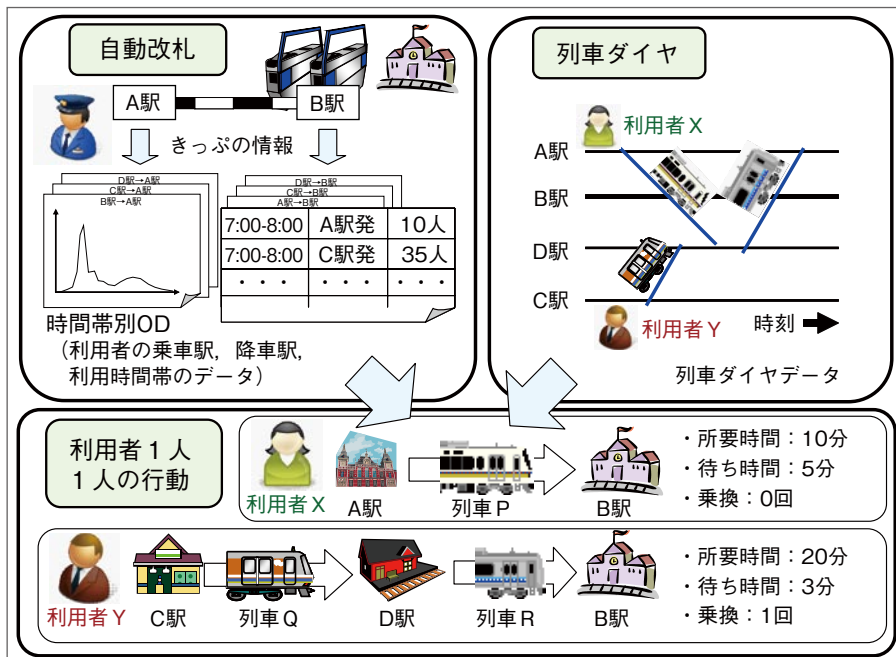 自動改札
A駅
B駅
きっぷの情報
D駅→A駅
C駅→A駅
B駅→A駅
D駅→B駅
C駅→B駅
A駅→B駅
7:00-8:00 A駅発 10人
7:00-8:00 C駅発 35人
・・・ ・・・ ・・・
時間帯別OD
（利用者の乗車駅，降車駅，
利用時間帯のデータ）
列車ダイヤ
利用者X
A駅
B駅
D駅
C駅
利用者Y
時刻
列車ダイヤデータ
利用者1人
1人の行動
利用者X
A駅
列車P
B駅
・所要時間：10分
・待ち時間：5分
・乗換：0回
利用者Y
C駅
列車Q
D駅
列車R
B駅
・所要時間：20分
・待ち時間：3分
・乗換：1回